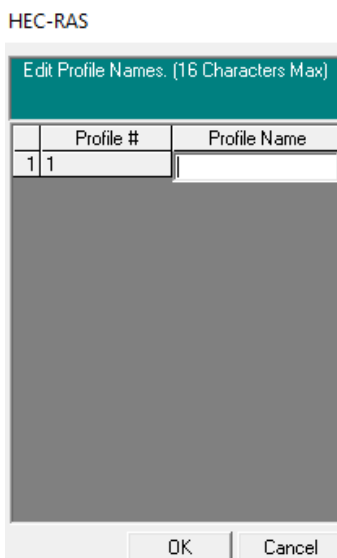 HEC-RAS
Edit Profile Names. (16 Characters Max)
Profile # Profile Name
1 1
OK Cancel